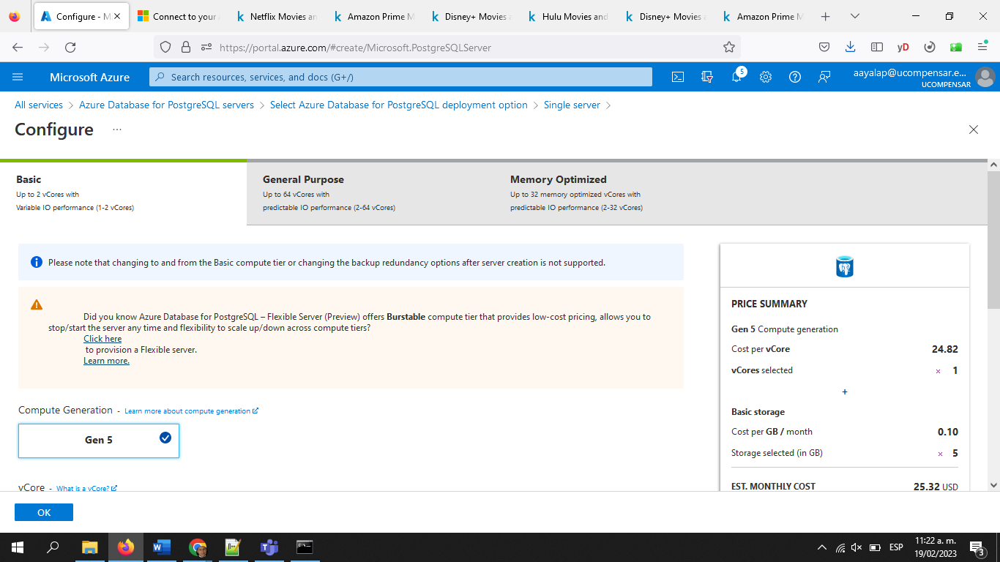 Configure - Mi
Connect to your
Netflix Movies an
Amazon Prime M
Disney+ Movies
Hulu Movies and
Disney+ Movies
Amazon Prime M
https://portal.azure.com/#create/Microsoft.PostgreSQLServer
yD
Microsoft Azure
Search resources, services, and docs (G+/)
5
aayalap@ucompensar.e...
UCOMPENSAR
All services > Azure Database for PostgreSQL servers > Select Azure Database for PostgreSQL deployment option > Single server >
Configure ...
Basic
Up to 2 vCores with
Variable IO performance (1-2 vCores)
General Purpose
Up to 64 vCores with
predictable IO performance (2-64 vCores)
Memory Optimized
Up to 32 memory optimized vCores with
predictable IO performance (2-32 vCores)
Please note that changing to and from the Basic compute tier or changing the backup redundancy options after server creation is not supported.
Did you know Azure Database for PostgreSQL – Flexible Server (Preview) offers Burstable compute tier that provides low-cost pricing, allows you to
stop/start the server any time and flexibility to scale up/down across compute tiers?
Click here
to provision a Flexible server.
Learn more.
Compute Generation - Learn more about compute generation
Gen 5
vCore - What is a vCore?
PRICE SUMMARY
Gen 5 Compute generation
Cost per vCore 24.82
vCores selected × 1
+
Basic storage
Cost per GB / month 0.10
Storage selected (in GB) × 5
EST. MONTHLY COST 25.32 USD
OK
ESP
11:22 a. m.
19/02/2023
3